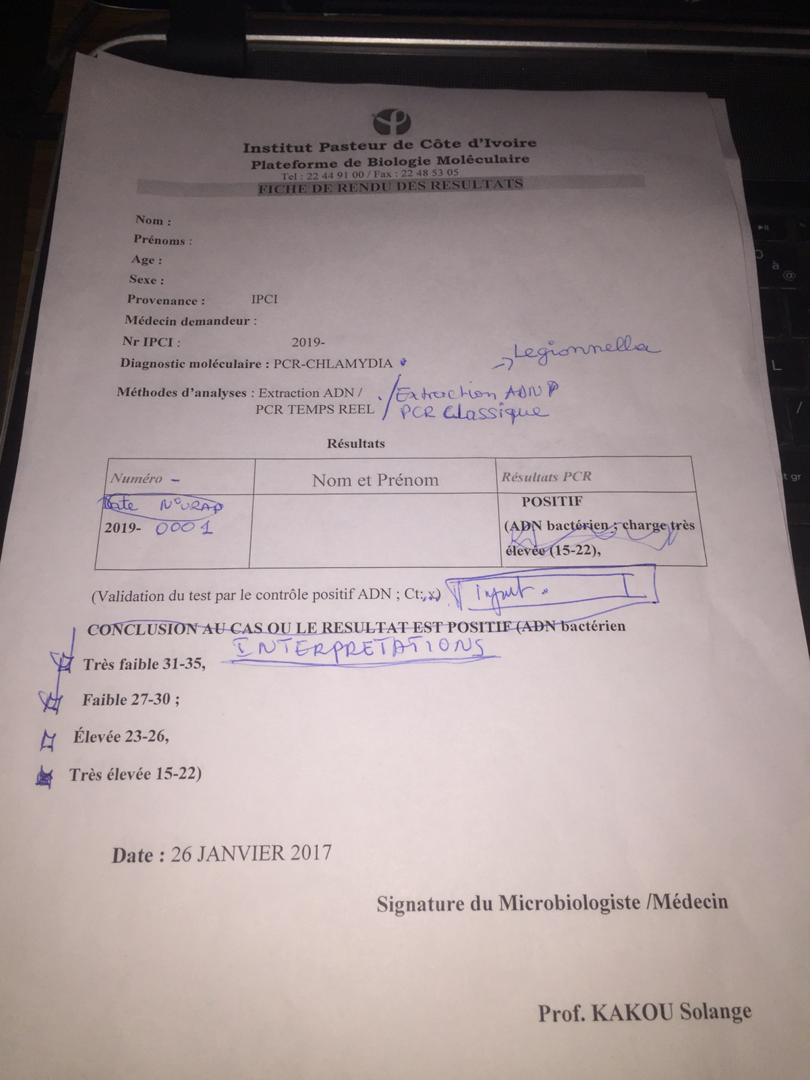 Institut Pasteur de Côte d'Ivoire
Plateforme de Biologie Moléculaire
Tel : 22 44 91 00 / Fax : 22 48 53 05
FICHE DE RENDU DES RESULTATS
Nom :
Prénoms :
Age :
Sexe :
Provenance : IPCI
Médecin demandeur :
Nr IPCI : 2019-
Diagnostic moléculaire : PCR-CHLAMYDIA → Legionnella
Méthodes d'analyses : Extraction ADN / / Extraction ADN
PCR TEMPS REEL / PCR Classique
Résultats
Numéro - Nom et Prénom Résultats PCR
Date N° URAP POSITIF
2019- 0001 (ADN bactérien ; charge très
élevée (15-22),
(Validation du test par le contrôle positif ADN ; Ct:,x) Input.
CONCLUSION AU CAS OU LE RESULTAT EST POSITIF (ADN bactérien
INTERPRETATIONS
Très faible 31-35,
Faible 27-30 ;
Élevée 23-26,
Très élevée 15-22)
Date : 26 JANVIER 2017
Signature du Microbiologiste /Médecin
Prof. KAKOU Solange